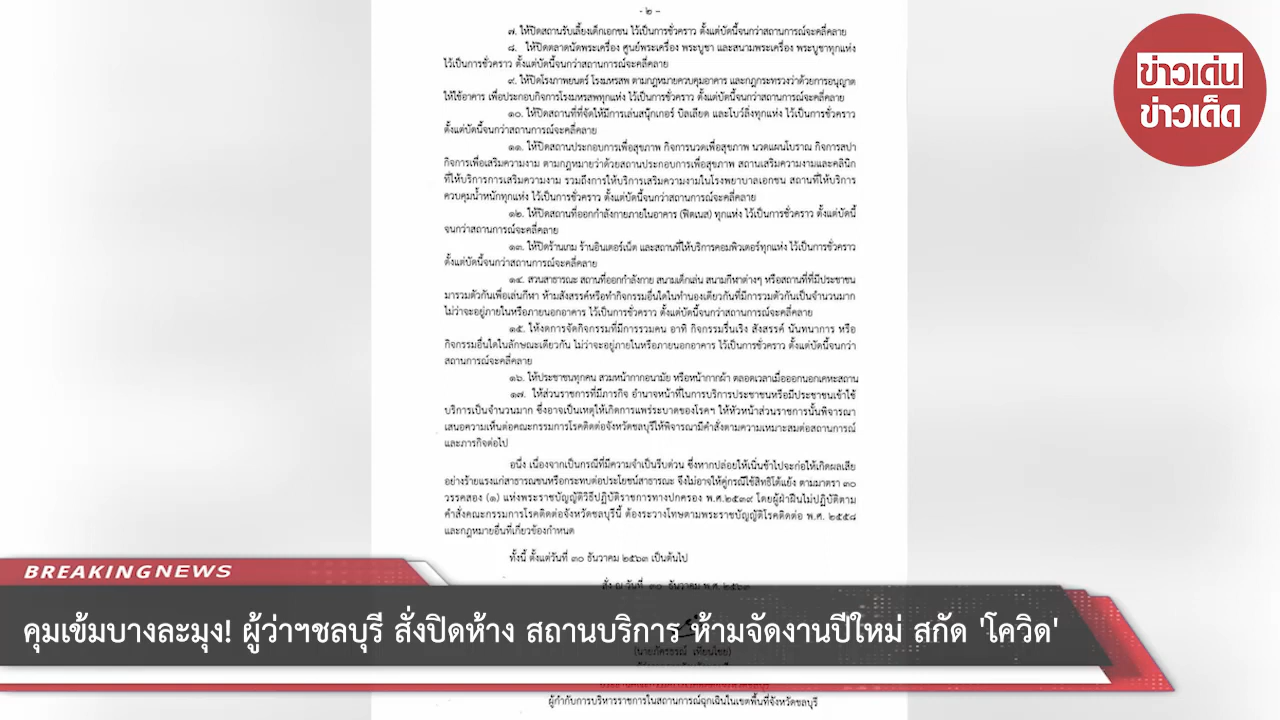 - ๒ -
๗. ให้ปิดสถานรับเลี้ยงเด็กเอกชน ไว้เป็นการชั่วคราว ตั้งแต่บัดนี้จนกว่าสถานการณ์จะคลี่คลาย
๘. ให้ปิดตลาดนัดพระเครื่อง ศูนย์พระเครื่อง พระบูชา และสนามพระเครื่อง พระบูชาทุกแห่ง
ไว้เป็นการชั่วคราว ตั้งแต่บัดนี้จนกว่าสถานการณ์จะคลี่คลาย
๙. ให้ปิดโรงภาพยนตร์ โรงมหรสพ ตามกฎหมายควบคุมอาคาร และกฎกระทรวงว่าด้วยการอนุญาต
ให้ใช้อาคาร เพื่อประกอบกิจการโรงมหรสพทุกแห่ง ไว้เป็นการชั่วคราว ตั้งแต่บัดนี้จนกว่าสถานการณ์จะคลี่คลาย
๑๐. ให้ปิดสถานที่ที่จัดให้มีการเล่นสนุ๊กเกอร์ บิลเลียด และโบว์ลิ่งทุกแห่ง ไว้เป็นการชั่วคราว
ตั้งแต่บัดนี้จนกว่าสถานการณ์จะคลี่คลาย
๑๑. ให้ปิดสถานประกอบการเพื่อสุขภาพ กิจการนวดเพื่อสุขภาพ นวดแผนโบราณ กิจการสปา
กิจการเพื่อเสริมความงาม ตามกฎหมายว่าด้วยสถานประกอบการเพื่อสุขภาพ สถานเสริมความงามและคลินิก
ที่ให้บริการการเสริมความงาม รวมถึงการให้บริการเสริมความงามในโรงพยาบาลเอกชน สถานที่ให้บริการ
ควบคุมน้ำหนักทุกแห่ง ไว้เป็นการชั่วคราว ตั้งแต่บัดนี้จนกว่าสถานการณ์จะคลี่คลาย
๑๒. ให้ปิดสถานที่ออกกำลังกายภายในอาคาร (ฟิตเนส) ทุกแห่ง ไว้เป็นการชั่วคราว ตั้งแต่บัดนี้
จนกว่าสถานการณ์จะคลี่คลาย
๑๓. ให้ปิดร้านเกม ร้านอินเตอร์เน็ต และสถานที่ให้บริการคอมพิวเตอร์ทุกแห่ง ไว้เป็นการชั่วคราว
ตั้งแต่บัดนี้จนกว่าสถานการณ์จะคลี่คลาย
๑๔. สวนสาธารณะ สถานที่ออกกำลังกาย สนามเด็กเล่น สนามกีฬาต่างๆ หรือสถานที่ที่มีประชาชน
มารวมตัวกันเพื่อเล่นกีฬา ห้ามสังสรรค์หรือทำกิจกรรมอื่นใดในทำนองเดียวกันที่มีการรวมตัวกันเป็นจำนวนมาก
ไม่ว่าจะอยู่ภายในหรือภายนอกอาคาร ไว้เป็นการชั่วคราว ตั้งแต่บัดนี้จนกว่าสถานการณ์จะคลี่คลาย
๑๕. ให้งดการจัดกิจกรรมที่มีการรวมคน อาทิ กิจกรรมรื่นเริง สังสรรค์ นันทนาการ หรือ
กิจกรรมอื่นใดในลักษณะเดียวกัน ไม่ว่าจะอยู่ภายในหรือภายนอกอาคาร ไว้เป็นการชั่วคราว ตั้งแต่บัดนี้จนกว่า
สถานการณ์จะคลี่คลาย
๑๖. ให้ประชาชนทุกคน สวมหน้ากากอนามัย หรือหน้ากากผ้า ตลอดเวลาเมื่อออกนอกเคหะสถาน
๑๗. ให้ส่วนราชการที่มีภารกิจ อำนาจหน้าที่ในการบริการประชาชนหรือมีประชาชนเข้าใช้
บริการเป็นจำนวนมาก ซึ่งอาจเป็นเหตุให้เกิดการแพร่ระบาดของโรคฯ ให้หัวหน้าส่วนราชการนั้นพิจารณา
เสนอความเห็นต่อคณะกรรมการโรคติดต่อจังหวัดชลบุรีให้พิจารณามีคำสั่งตามความเหมาะสมต่อสถานการณ์
และภารกิจต่อไป
อนึ่ง เนื่องจากเป็นกรณีที่มีความจำเป็นรีบด่วน ซึ่งหากปล่อยให้เนิ่นช้าไปจะก่อให้เกิดผลเสีย
อย่างร้ายแรงแก่สาธารณชนหรือกระทบต่อประโยชน์สาธารณะ จึงไม่อาจให้คู่กรณีใช้สิทธิโต้แย้ง ตามมาตรา ๓๐
วรรคสอง (๑) แห่งพระราชบัญญัติวิธีปฏิบัติราชการทางปกครอง พ.ศ.๒๕๓๙ โดยผู้ฝ่าฝืนไม่ปฏิบัติตาม
คำสั่งคณะกรรมการโรคติดต่อจังหวัดชลบุรีนี้ ต้องระวางโทษตามพระราชบัญญัติโรคติดต่อ พ.ศ. ๒๕๕๘
และกฎหมายอื่นที่เกี่ยวข้องกำหนด
ทั้งนี้ ตั้งแต่วันที่ ๓๐ ธันวาคม ๒๕๖๓ เป็นต้นไป
สั่ง ณ วันที่ ๓๐ ธันวาคม พ.ศ. ๒๕๖๓
(นายภัครธรณ์ เทียนไชย)
ผู้กำกับการบริหารราชการในสถานการณ์ฉุกเฉินในเขตพื้นที่จังหวัดชลบุรี
ข่าวเด่น
ข่าวเด็ด
BREAKING NEWS
คุมเข้มบางละมุง! ผู้ว่าฯชลบุรี สั่งปิดห้าง สถานบริการ ห้ามจัดงานปีใหม่ สกัด 'โควิด'